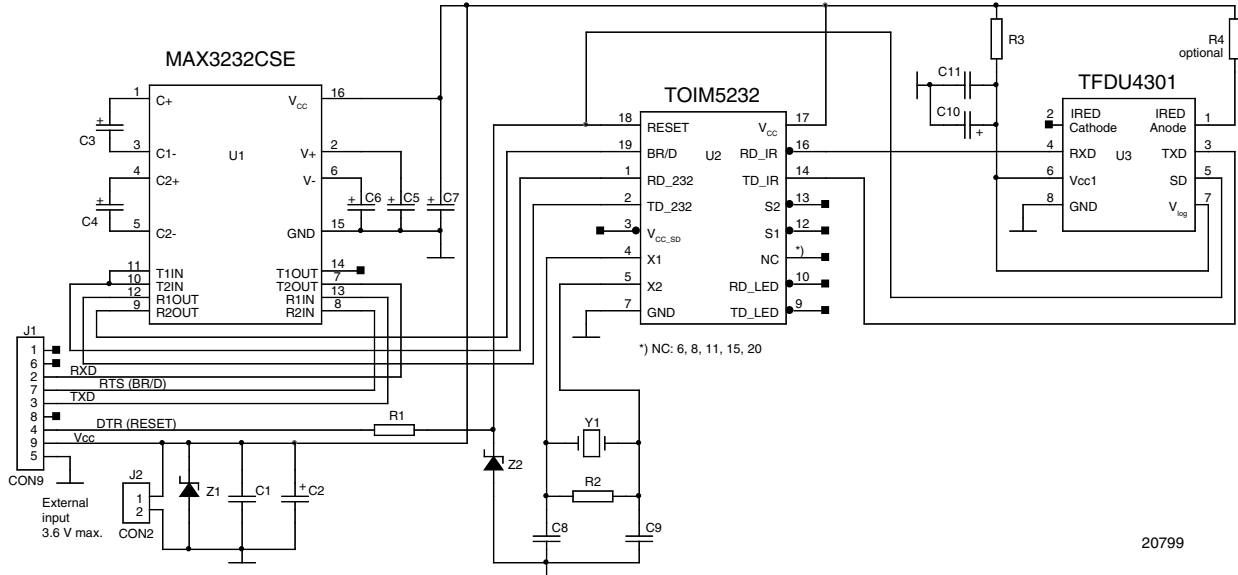 MAX3232CSE
1 C+
3 C1-
4 C2+
5 C2-
11 T1IN
10 T2IN
12 R1OUT
9 R2OUT
U1
VCC 16
V+ 2
V- 6
GND 15
T1OUT 14
T2OUT 7
R1IN 13
R2IN 8
C3
C4
C6
C5
C7
+
+
+
+
+
TOIM5232
18 RESET
19 BR/D
1 RD_232
2 TD_232
3 VCC_SD
4 X1
5 X2
7 GND
U2
VCC 17
RD_IR 16
TD_IR 14
S2 13
S1 12
NC *)
RD_LED 10
TD_LED 9
*) NC: 6, 8, 11, 15, 20
R3
R4
optional
C11
C10
+
TFDU4301
2 IRED Cathode
4 RXD
6 Vcc1
8 GND
U3
IRED Anode 1
TXD 3
SD 5
Vlog 7
J1
1
6
2 RXD
7 RTS (BR/D)
3 TXD
8
4 DTR (RESET)
9 Vcc
5
CON9
External
input
3.6 V max.
J2
1
2
CON2
Z1
C1
+
C2
R1
Z2
Y1
R2
C8
C9
20799